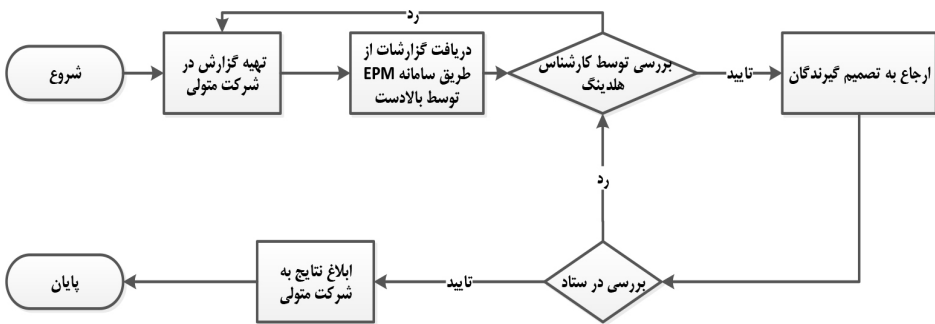 رد
شروع
تهیه گزارش در
شرکت متولی
دریافت گزارشات از
طریق سامانه EPM
توسط بالادست
بررسی توسط کارشناس
هلدینگ
تایید
ارجاع به تصمیم گیرندگان
رد
بررسی در ستاد
تایید
ابلاغ نتایج به
شرکت متولی
پایان